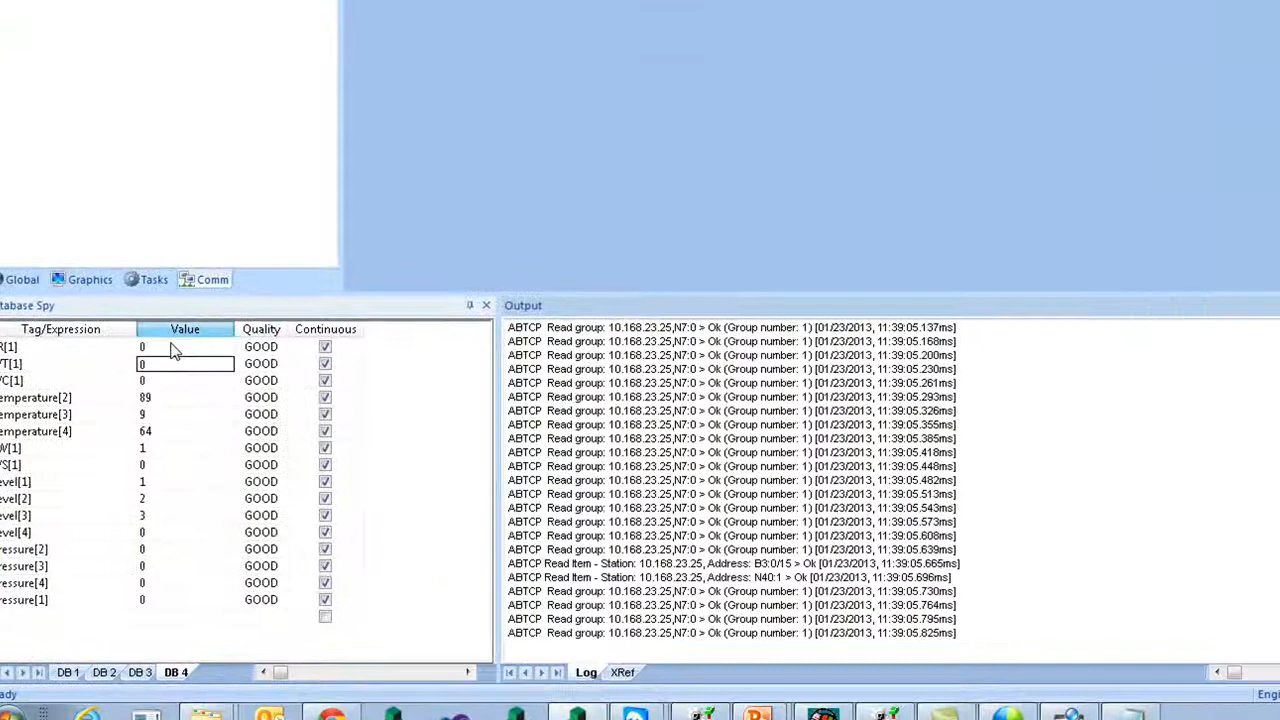 Global Graphics Tasks Comm
tabase Spy
Tag/Expression Value Quality Continuous
R[1] 0 GOOD
VT[1] 0 GOOD
VC[1] 0 GOOD
emperature[2] 89 GOOD
emperature[3] 9 GOOD
emperature[4] 64 GOOD
W[1] 1 GOOD
VS[1] 0 GOOD
evel[1] 1 GOOD
evel[2] 2 GOOD
evel[3] 3 GOOD
evel[4] 0 GOOD
ressure[2] 0 GOOD
ressure[3] 0 GOOD
ressure[4] 0 GOOD
ressure[1] 0 GOOD
DB 1 DB 2 DB 3 DB 4
Output
ABTCP Read group: 10.168.23.25,N7:0 > Ok (Group number: 1) [01/23/2013, 11:39:05.137ms]
ABTCP Read group: 10.168.23.25,N7:0 > Ok (Group number: 1) [01/23/2013, 11:39:05.168ms]
ABTCP Read group: 10.168.23.25,N7:0 > Ok (Group number: 1) [01/23/2013, 11:39:05.200ms]
ABTCP Read group: 10.168.23.25,N7:0 > Ok (Group number: 1) [01/23/2013, 11:39:05.230ms]
ABTCP Read group: 10.168.23.25,N7:0 > Ok (Group number: 1) [01/23/2013, 11:39:05.261ms]
ABTCP Read group: 10.168.23.25,N7:0 > Ok (Group number: 1) [01/23/2013, 11:39:05.293ms]
ABTCP Read group: 10.168.23.25,N7:0 > Ok (Group number: 1) [01/23/2013, 11:39:05.326ms]
ABTCP Read group: 10.168.23.25,N7:0 > Ok (Group number: 1) [01/23/2013, 11:39:05.355ms]
ABTCP Read group: 10.168.23.25,N7:0 > Ok (Group number: 1) [01/23/2013, 11:39:05.385ms]
ABTCP Read group: 10.168.23.25,N7:0 > Ok (Group number: 1) [01/23/2013, 11:39:05.418ms]
ABTCP Read group: 10.168.23.25,N7:0 > Ok (Group number: 1) [01/23/2013, 11:39:05.448ms]
ABTCP Read group: 10.168.23.25,N7:0 > Ok (Group number: 1) [01/23/2013, 11:39:05.482ms]
ABTCP Read group: 10.168.23.25,N7:0 > Ok (Group number: 1) [01/23/2013, 11:39:05.513ms]
ABTCP Read group: 10.168.23.25,N7:0 > Ok (Group number: 1) [01/23/2013, 11:39:05.543ms]
ABTCP Read group: 10.168.23.25,N7:0 > Ok (Group number: 1) [01/23/2013, 11:39:05.573ms]
ABTCP Read group: 10.168.23.25,N7:0 > Ok (Group number: 1) [01/23/2013, 11:39:05.608ms]
ABTCP Read group: 10.168.23.25,N7:0 > Ok (Group number: 1) [01/23/2013, 11:39:05.639ms]
ABTCP Read Item - Station: 10.168.23.25, Address: B3:0/15 > Ok [01/23/2013, 11:39:05.665ms]
ABTCP Read Item - Station: 10.168.23.25, Address: N40:1 > Ok [01/23/2013, 11:39:05.696ms]
ABTCP Read group: 10.168.23.25,N7:0 > Ok (Group number: 1) [01/23/2013, 11:39:05.730ms]
ABTCP Read group: 10.168.23.25,N7:0 > Ok (Group number: 1) [01/23/2013, 11:39:05.764ms]
ABTCP Read group: 10.168.23.25,N7:0 > Ok (Group number: 1) [01/23/2013, 11:39:05.795ms]
ABTCP Read group: 10.168.23.25,N7:0 > Ok (Group number: 1) [01/23/2013, 11:39:05.825ms]
Log XRef
ady Engi